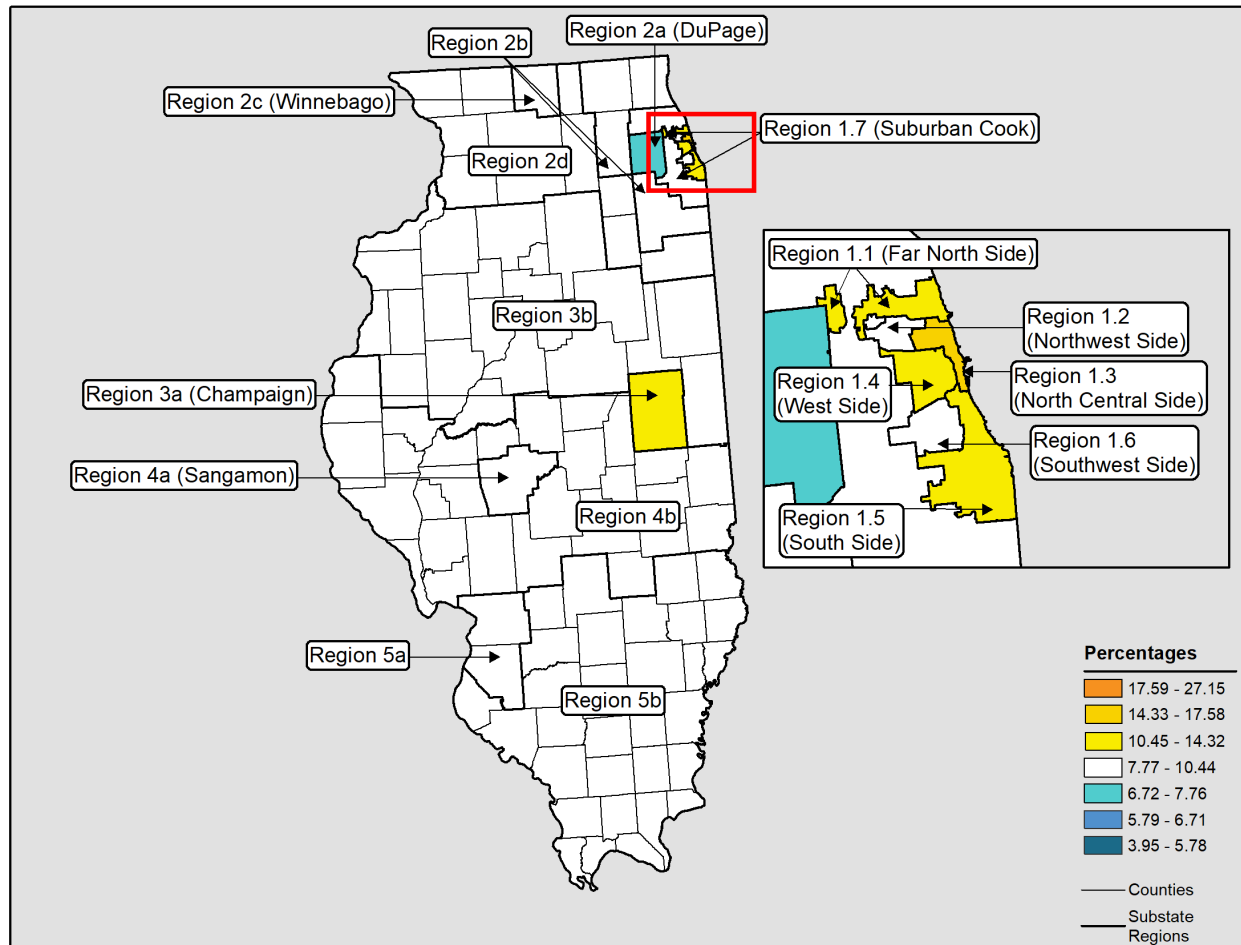 Region 2a (DuPage)
Region 2b
Region 2c (Winnebago)
Region 1.7 (Suburban Cook)
Region 2d
Region 1.1 (Far North Side)
Region 3b
Region 1.2
(Northwest Side)
Region 1.4
(West Side)
Region 1.3
(North Central Side)
Region 3a (Champaign)
Region 1.6
(Southwest Side)
Region 4a (Sangamon)
Region 4b
Region 1.5
(South Side)
Region 5a
Region 5b
Percentages
17.59 - 27.15
14.33 - 17.58
10.45 - 14.32
7.77 - 10.44
6.72 - 7.76
5.79 - 6.71
3.95 - 5.78
Counties
Substate
Regions